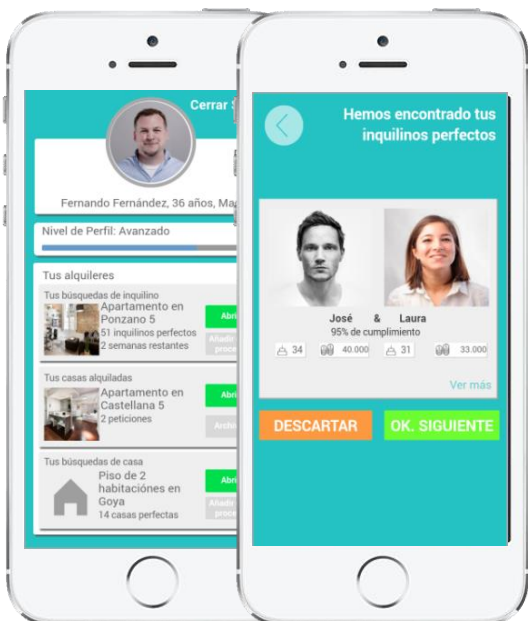 Cerrar
Fernando Fernández, 36 años,
Nivel de Perfil: Avanzado
Tus alquileres
Tus búsquedas de inquilino
Apartamento en
Ponzano 5
51 inquilinos perfectos
2 semanas restantes
Tus casas alquiladas
Apartamento en
Castellana 5
2 peticiones
Tus búsquedas de casa
Piso de 2
habitaciónes en
Goya
14 casas perfectas
Hemos encontrado tus
inquilinos perfectos
José & Laura
95% de cumplimiento
34 40.000 31 33.000
Ver más
DESCARTAR OK. SIGUIENTE